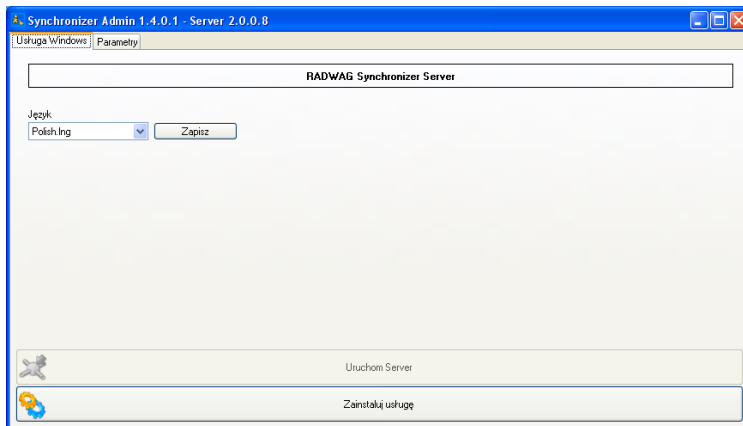 Synchronizer Admin 1.4.0.1 - Server 2.0.0.8
Usługa Windows Parametry
RADWAG Synchronizer Server
Język
Polish.lng Zapisz
Uruchom Server
Zainstaluj usługę